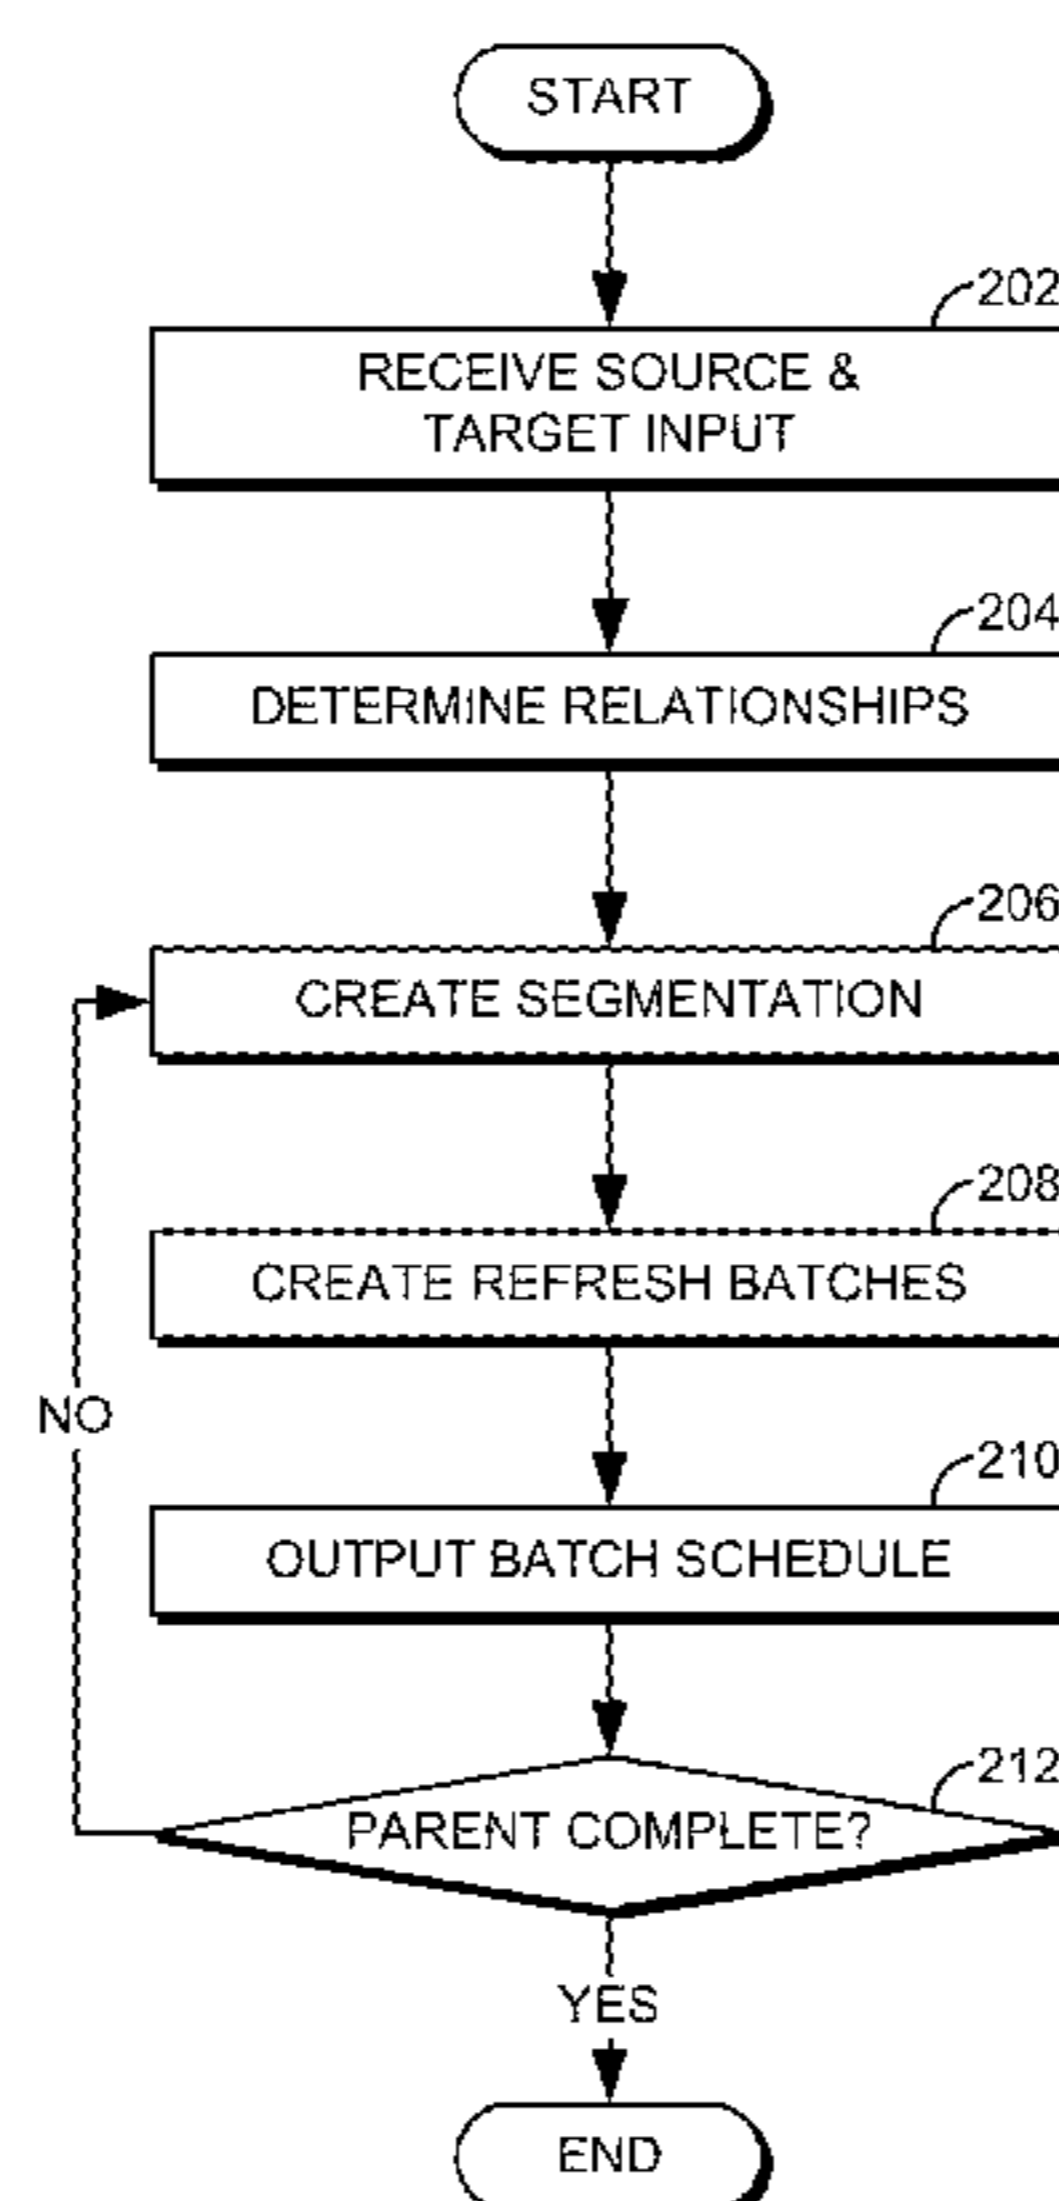 START
202
RECEIVE SOURCE &
TARGET INPUT
204
DETERMINE RELATIONSHIPS
206
CREATE SEGMENTATION
208
CREATE REFRESH BATCHES
NO
210
OUTPUT BATCH SCHEDULE
212
PARENT COMPLETE?
YES
END